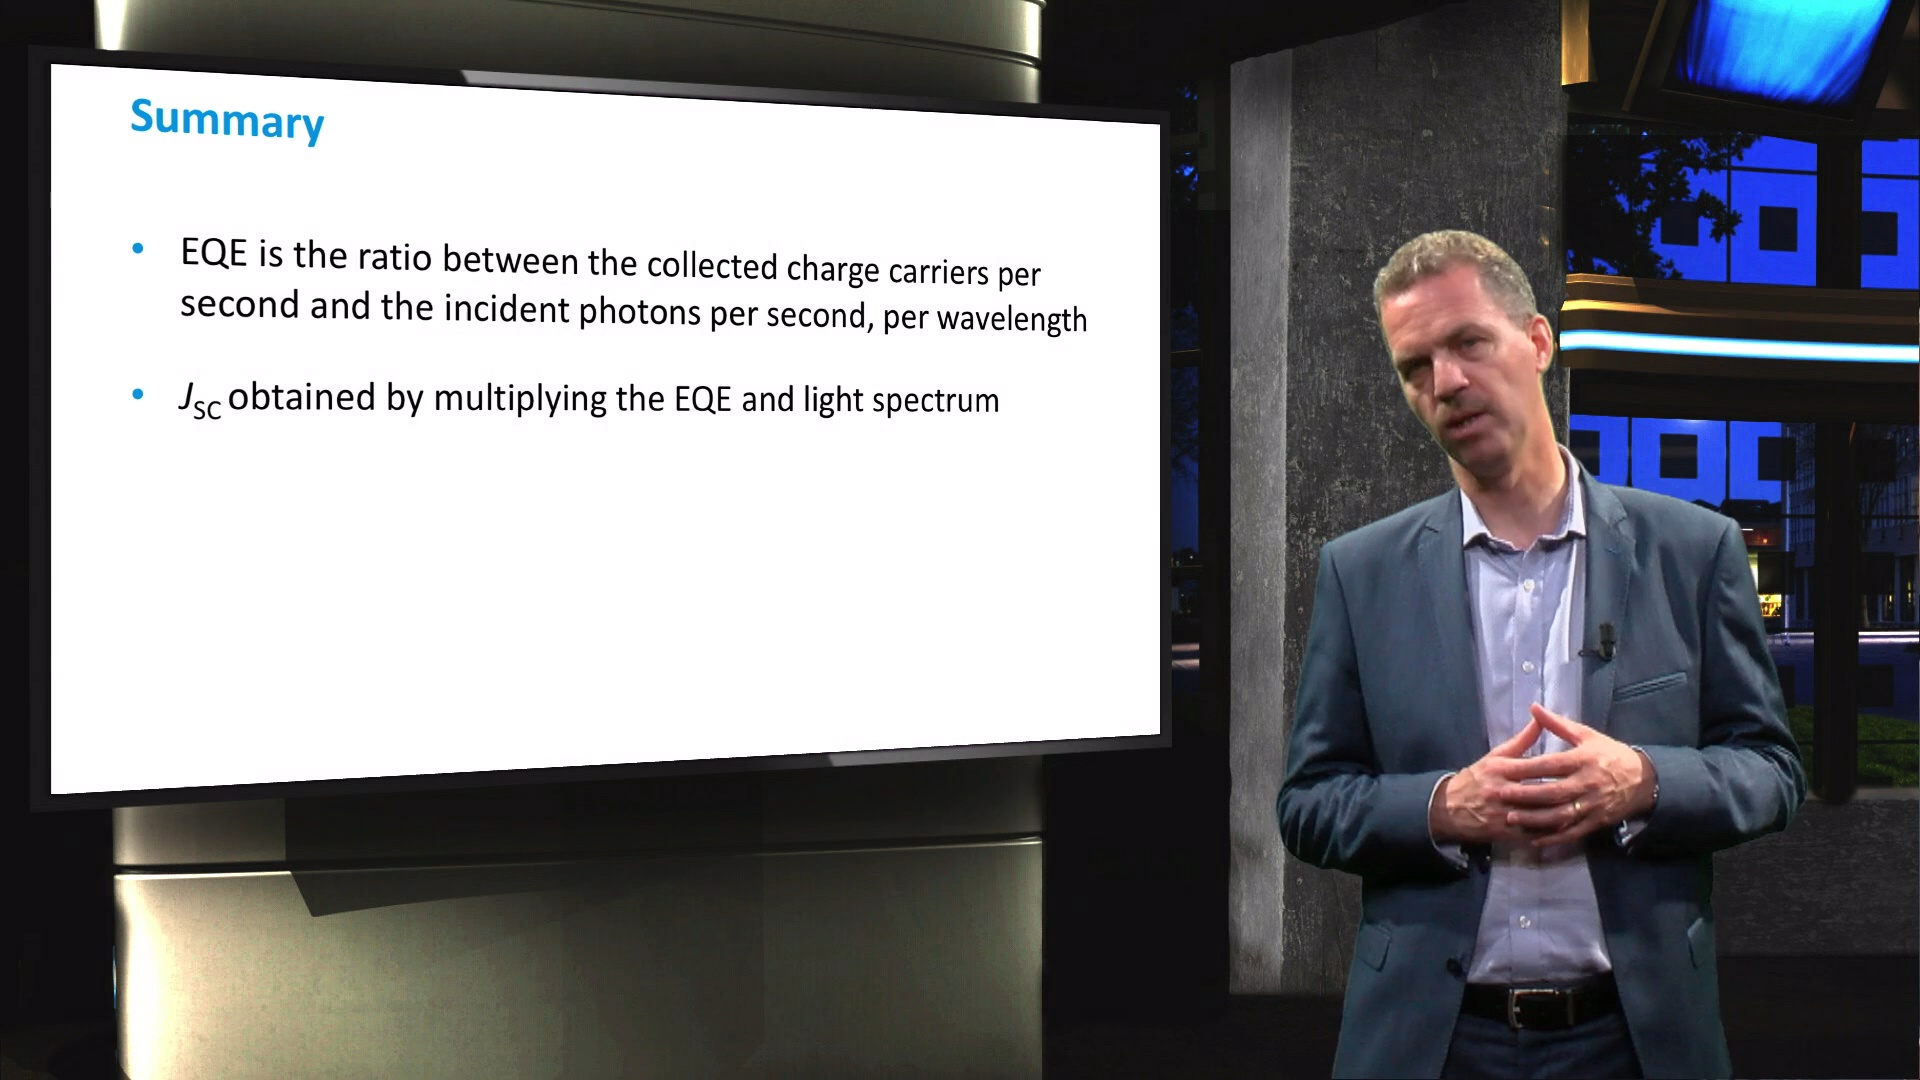 Summary
• EQE is the ratio between the collected charge carriers per
second and the incident photons per second, per wavelength
• JSC obtained by multiplying the EQE and light spectrum